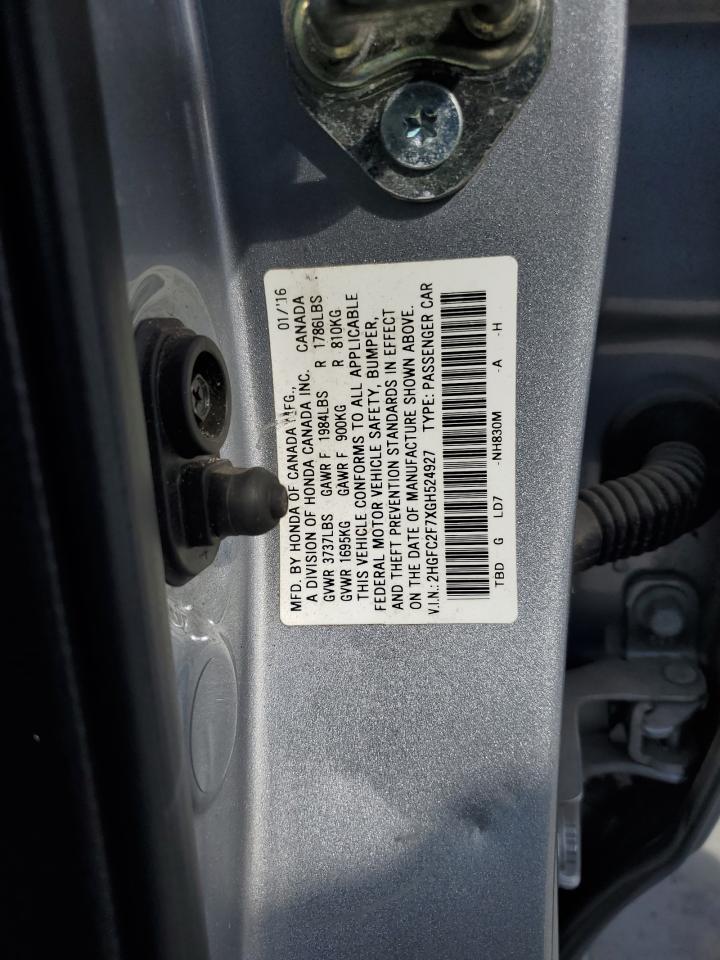 MFD. BY HONDA OF CANADA MFG., 01/'16
A DIVISION OF HONDA CANADA INC. CANADA
GVWR 3737LBS GAWR F 1984LBS R 1786LBS
GVWR 1695KG GAWR F 900KG R 810KG
THIS VEHICLE CONFORMS TO ALL APPLICABLE
FEDERAL MOTOR VEHICLE SAFETY, BUMPER,
AND THEFT PREVENTION STANDARDS IN EFFECT
ON THE DATE OF MANUFACTURE SHOWN ABOVE.
V.I.N.: 2HGFC2F7XGH524927 TYPE: PASSENGER CAR
TBD G LD7 -NH830M -A -H